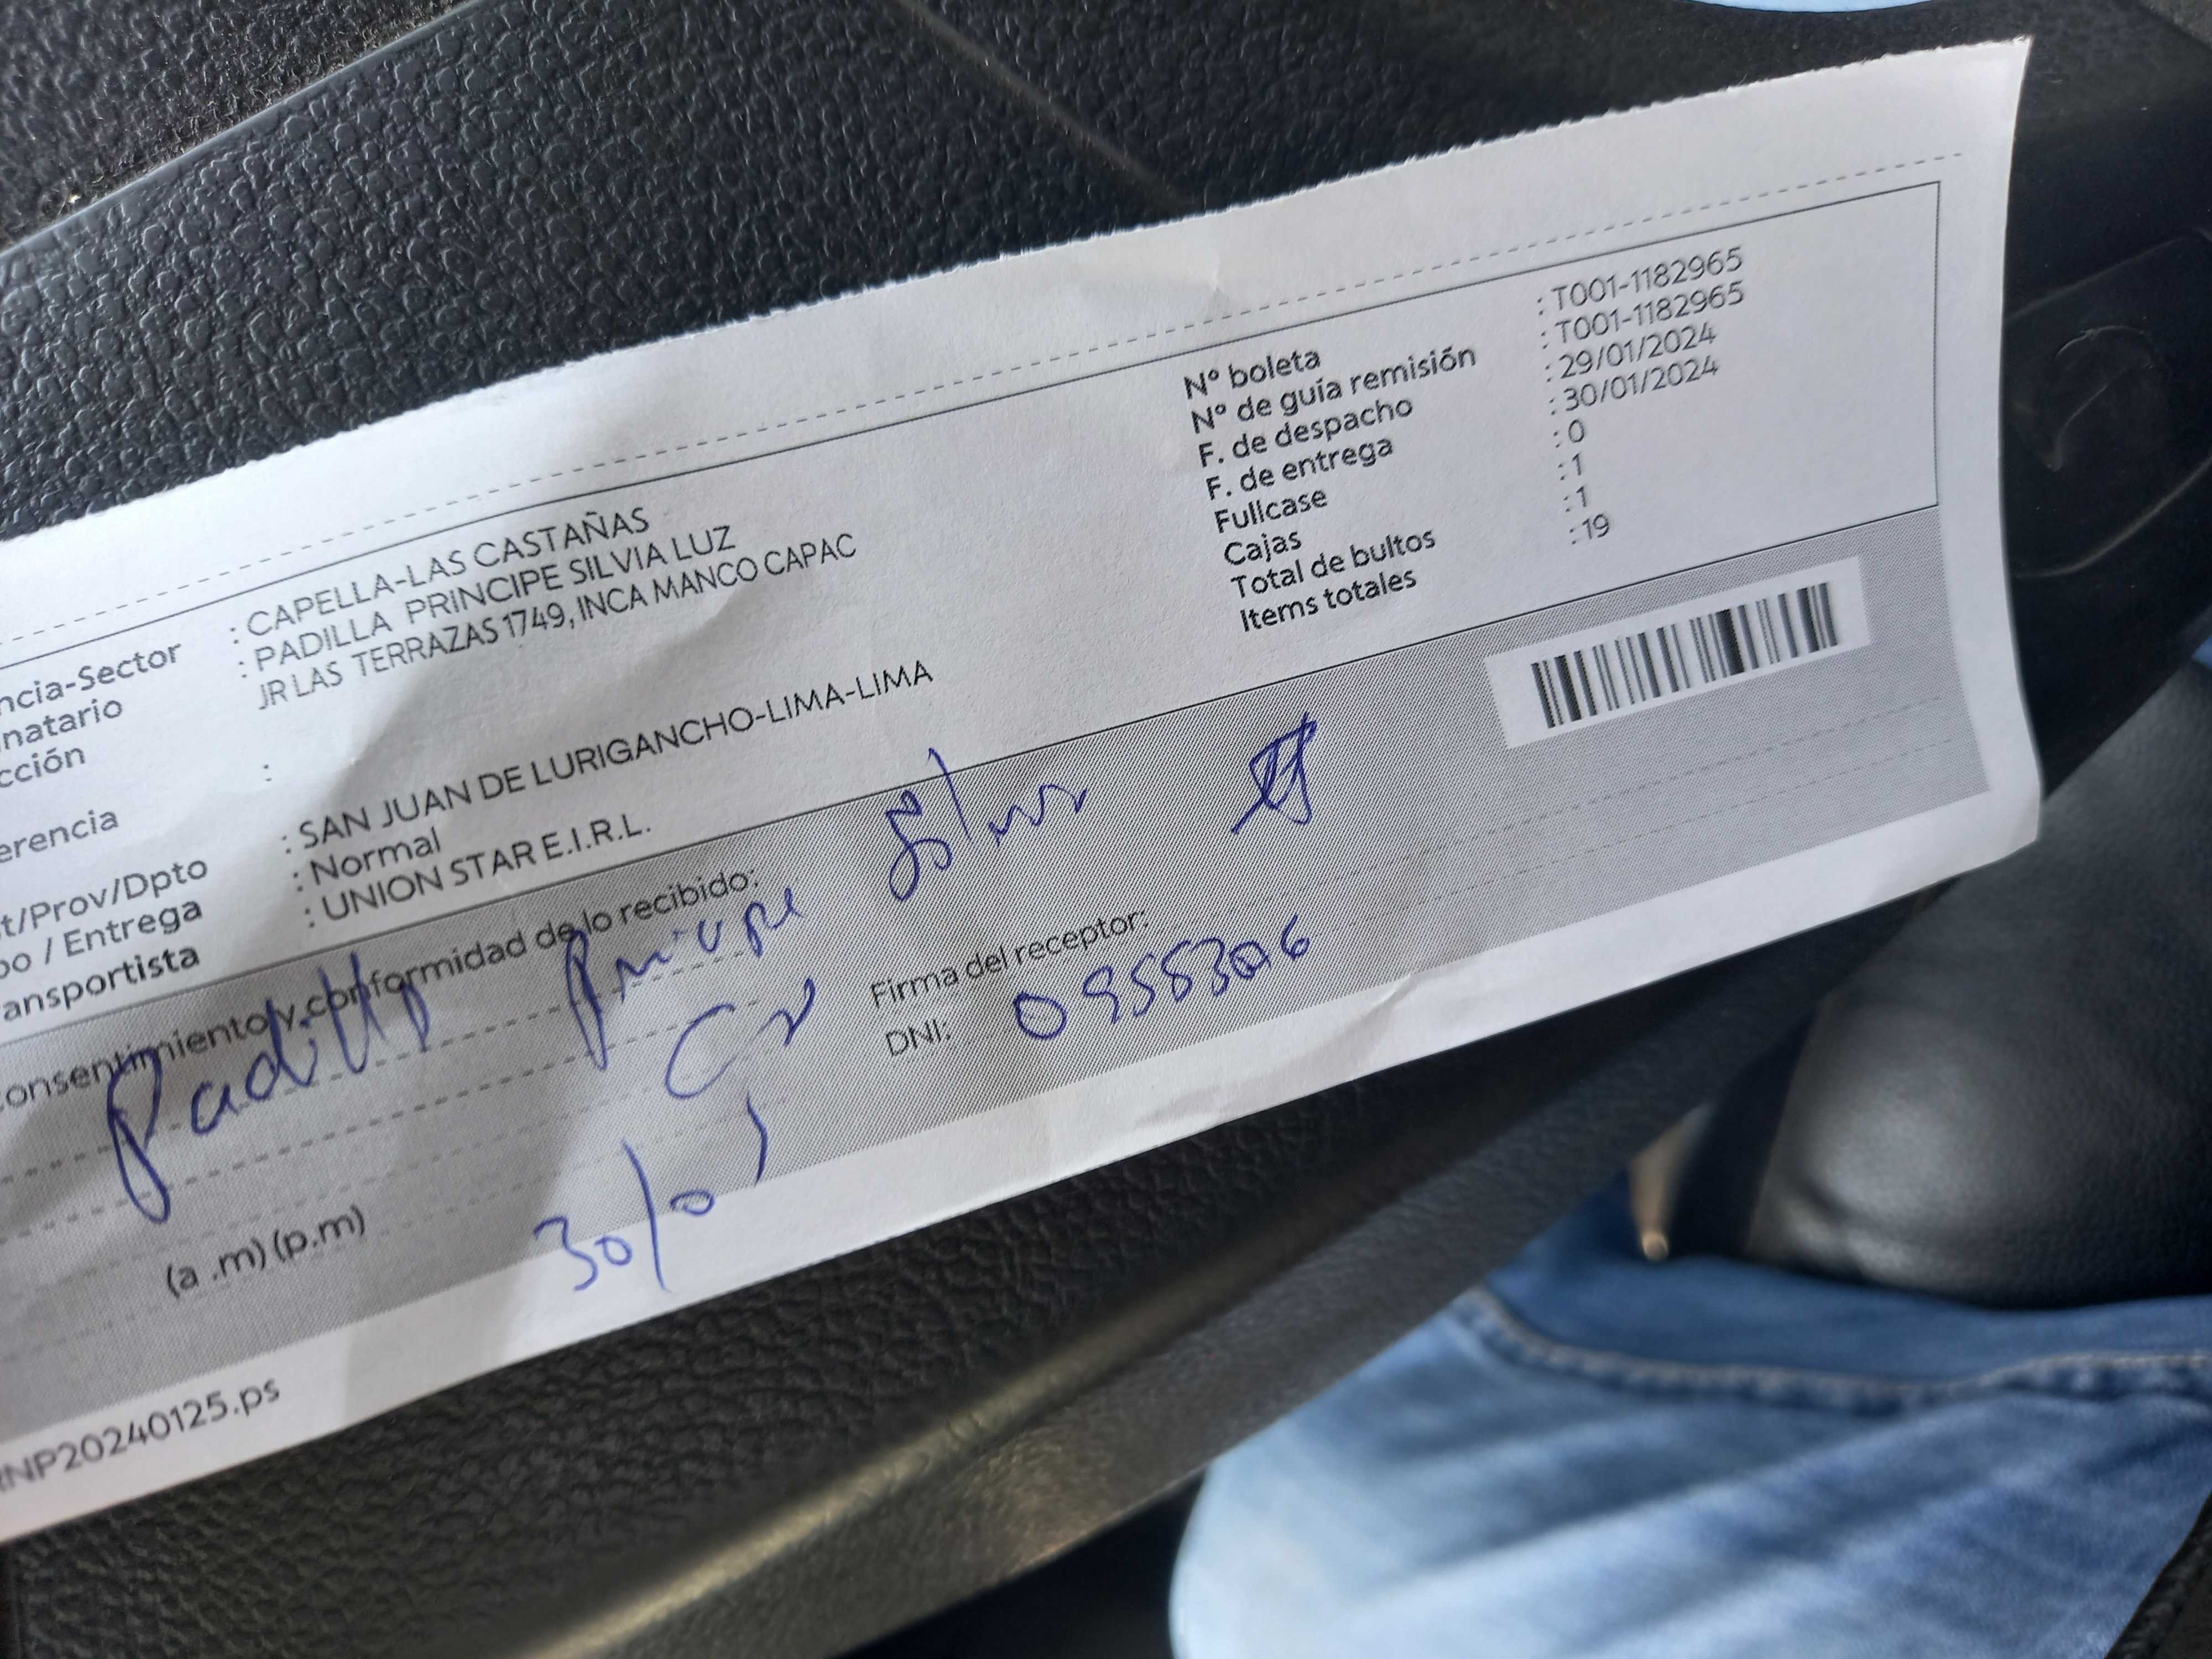 ncia-Sector : CAPELLA-LAS CASTAÑAS
natario : PADILLA PRINCIPE SILVIA LUZ
cción JR LAS TERRAZAS 1749, INCA MANCO CAPAC
erencia :
t/Prov/Dpto : SAN JUAN DE LURIGANCHO-LIMA-LIMA
po / Entrega : Normal
ansportista : UNION STAR E.I.R.L.
N° boleta : T001-1182965
N° de guía remisión : T001-1182965
F. de despacho : 29/01/2024
F. de entrega : 30/01/2024
Fullcase : 0
Cajas : 1
Total de bultos : 1
Items totales : 19
onsentimiento y conformidad de lo recibido:
Padilla Principe Silvia
Firma del receptor:
DNI:
(a .m) (p.m)
30/01
NP20240125.ps